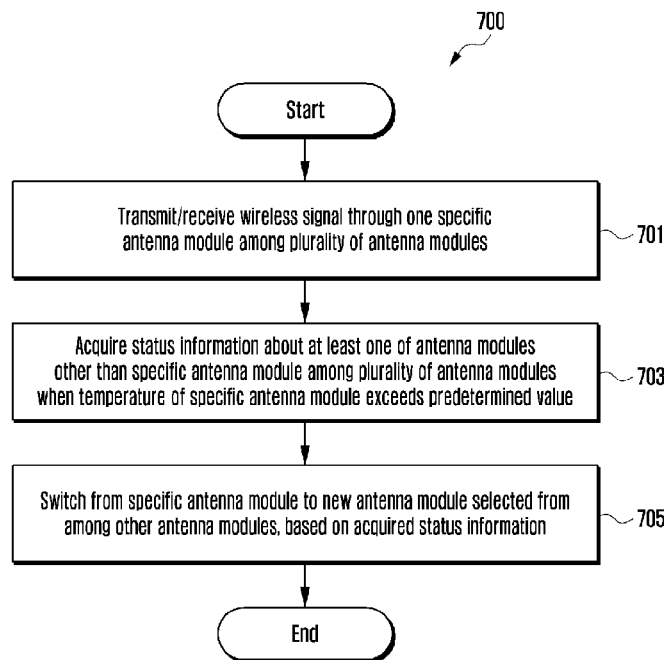 700
Start
Transmit/receive wireless signal through one specific
antenna module among plurality of antenna modules
701
Acquire status information about at least one of antenna modules
other than specific antenna module among plurality of antenna modules
when temperature of specific antenna module exceeds predetermined value
703
Switch from specific antenna module to new antenna module selected from
among other antenna modules, based on acquired status information
705
End